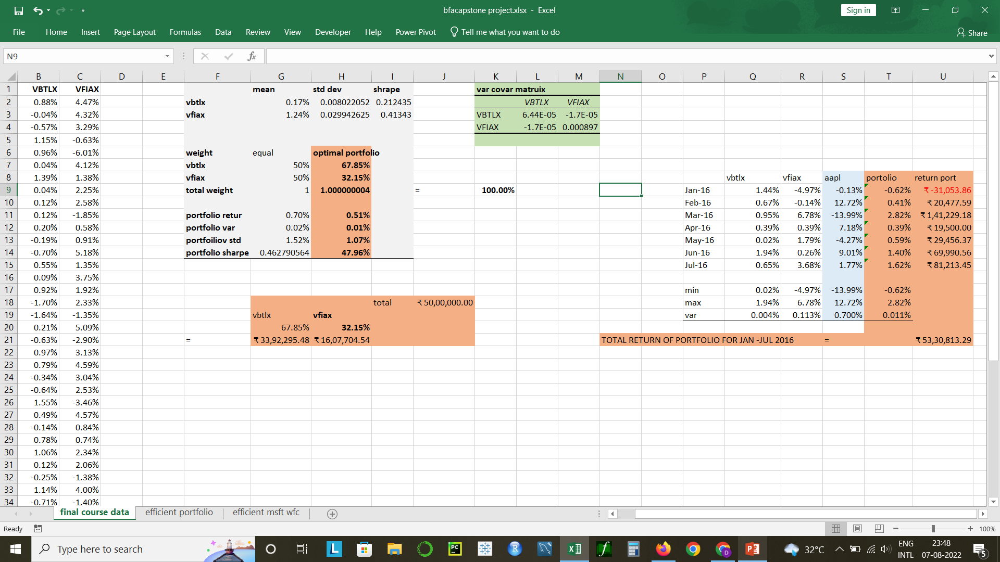 bfacapstone project.xlsx - Excel
Sign in
File Home Insert Page Layout Formulas Data Review View Developer Help Power Pivot Tell me what you want to do Share
N9 fx
B C D E F G H I J K L M N O P Q R S T U
1 VBTLX VFIAX mean std dev shrape var covar matruix
2 0.88% 4.47% vbtlx 0.17% 0.008022052 0.212435 VBTLX VFIAX
3 -0.04% 4.32% vfiax 1.24% 0.029942625 0.41343 VBTLX 6.44E-05 -1.7E-05
4 -0.57% 3.29% VFIAX -1.7E-05 0.000897
5 1.15% -0.63%
6 0.96% -6.01% weight equal optimal portfolio
7 0.04% 4.12% vbtlx 50% 67.85%
8 1.39% 1.38% vfiax 50% 32.15% vbtlx vfiax aapl portolio return port
9 0.04% 2.25% total weight 1 1.000000004 = 100.00% Jan-16 1.44% -4.97% -0.13% -0.62% ₹ -31,053.86
10 0.12% 2.58% Feb-16 0.67% -0.14% 12.72% 0.41% ₹ 20,477.59
11 0.12% -1.85% portfolio retur 0.70% 0.51% Mar-16 0.95% 6.78% -13.99% 2.82% ₹ 1,41,229.18
12 0.20% 0.58% portfolio var 0.02% 0.01% Apr-16 0.39% 0.39% 7.18% 0.39% ₹ 19,500.00
13 -0.19% 0.91% portfoiliov std 1.52% 1.07% May-16 0.02% 1.79% -4.27% 0.59% ₹ 29,456.37
14 -0.70% 5.18% portfolio sharpe 0.462790564 47.96% Jun-16 1.94% 0.26% 9.01% 1.40% ₹ 69,990.56
15 0.55% 1.35% Jul-16 0.65% 3.68% 1.77% 1.62% ₹ 81,213.45
16 0.09% 3.75%
17 0.92% 1.92% min 0.02% -4.97% -13.99% -0.62%
18 -1.70% 2.33% total ₹ 50,00,000.00 max 1.94% 6.78% 12.72% 2.82%
19 -1.64% -1.35% vbtlx vfiax var 0.004% 0.113% 0.700% 0.011%
20 0.21% 5.09% 67.85% 32.15%
21 -0.63% -2.90% = ₹ 33,92,295.48 ₹ 16,07,704.54 TOTAL RETURN OF PORTFOLIO FOR JAN -JUL 2016 = ₹ 53,30,813.29
22 0.97% 3.13%
23 0.79% 4.59%
24 -0.34% 3.04%
25 -0.64% 2.53%
26 1.55% -3.46%
27 0.49% 4.57%
28 -0.14% 0.84%
29 0.78% 0.74%
30 1.06% 2.34%
31 0.12% 2.06%
32 -0.25% -1.38%
33 1.14% 4.00%
34 -0.71% -1.40%
final course data efficient portfolio efficient msft wfc
Ready 100%
Type here to search L PC R f D P 32°C ENG INTL 23:48 07-08-2022 5